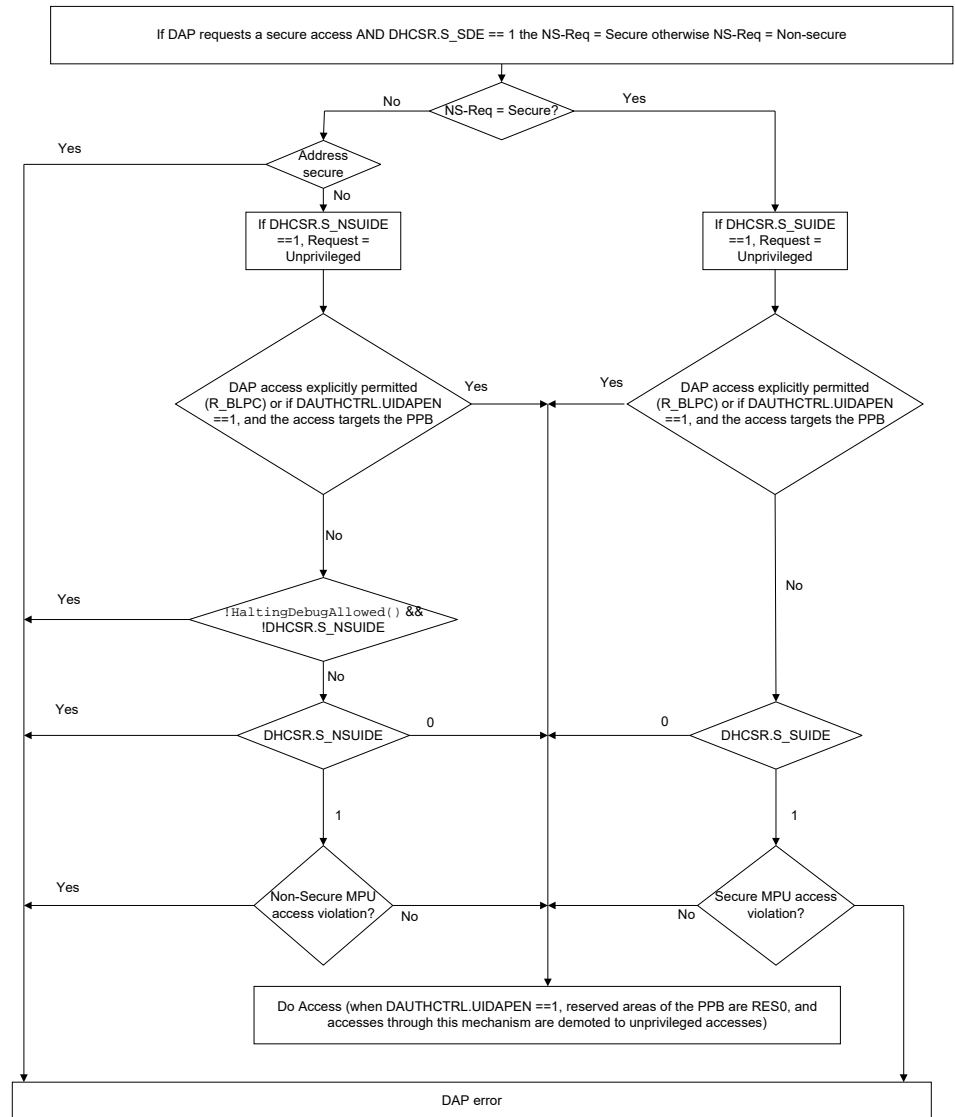 If DAP requests a secure access AND DHCSR.S_SDE == 1 the NS-Req = Secure otherwise NS-Req = Non-secure
No
NS-Req = Secure?
Yes
Yes
Address
secure
No
If DHCSR.S_NSUIDE
==1, Request =
Unprivileged
If DHCSR.S_SUIDE
==1, Request =
Unprivileged
DAP access explicitly permitted
(R_BLPC) or if DAUTHCTRL.UIDAPEN
==1, and the access targets the PPB
Yes
Yes
DAP access explicitly permitted
(R_BLPC) or if DAUTHCTRL.UIDAPEN
==1, and the access targets the PPB
No
No
Yes
!HaltingDebugAllowed() &&
!DHCSR.S_NSUIDE
No
Yes
DHCSR.S_NSUIDE
0
0
DHCSR.S_SUIDE
1
1
Yes
Non-Secure MPU
access violation?
No
No
Secure MPU access
violation?
Do Access (when DAUTHCTRL.UIDAPEN ==1, reserved areas of the PPB are RES0, and
accesses through this mechanism are demoted to unprivileged accesses)
DAP error